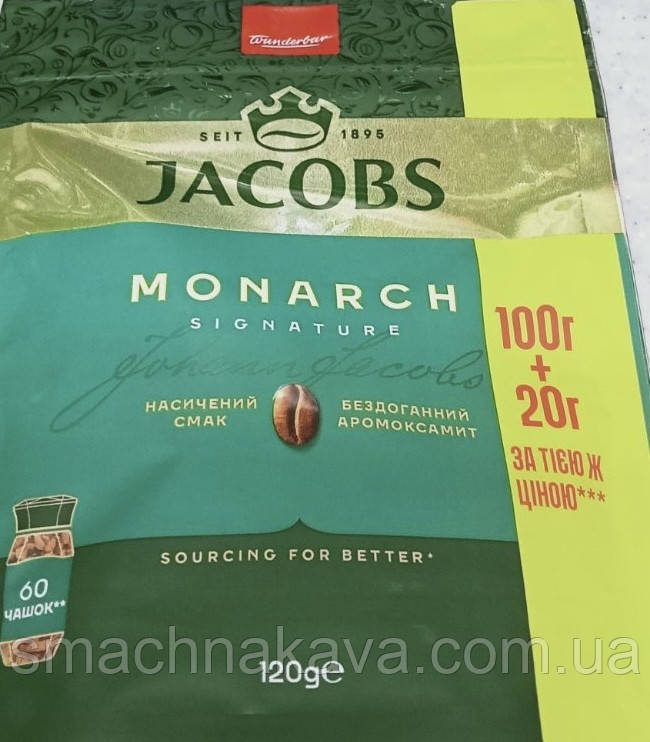 Wunderbar
SEIT 1895
JACOBS
MONARCH
SIGNATURE
Johann Jacobs
НАСИЧЕНИЙ
СМАК
БЕЗДОГАННИЙ
АРОМОКСАМИТ
100г
+
20г
ЗА ТІЄЮ Ж
ЦІНОЮ***
SOURCING FOR BETTER*
60
ЧАШОК**
smachnakava.com.ua
120g℮